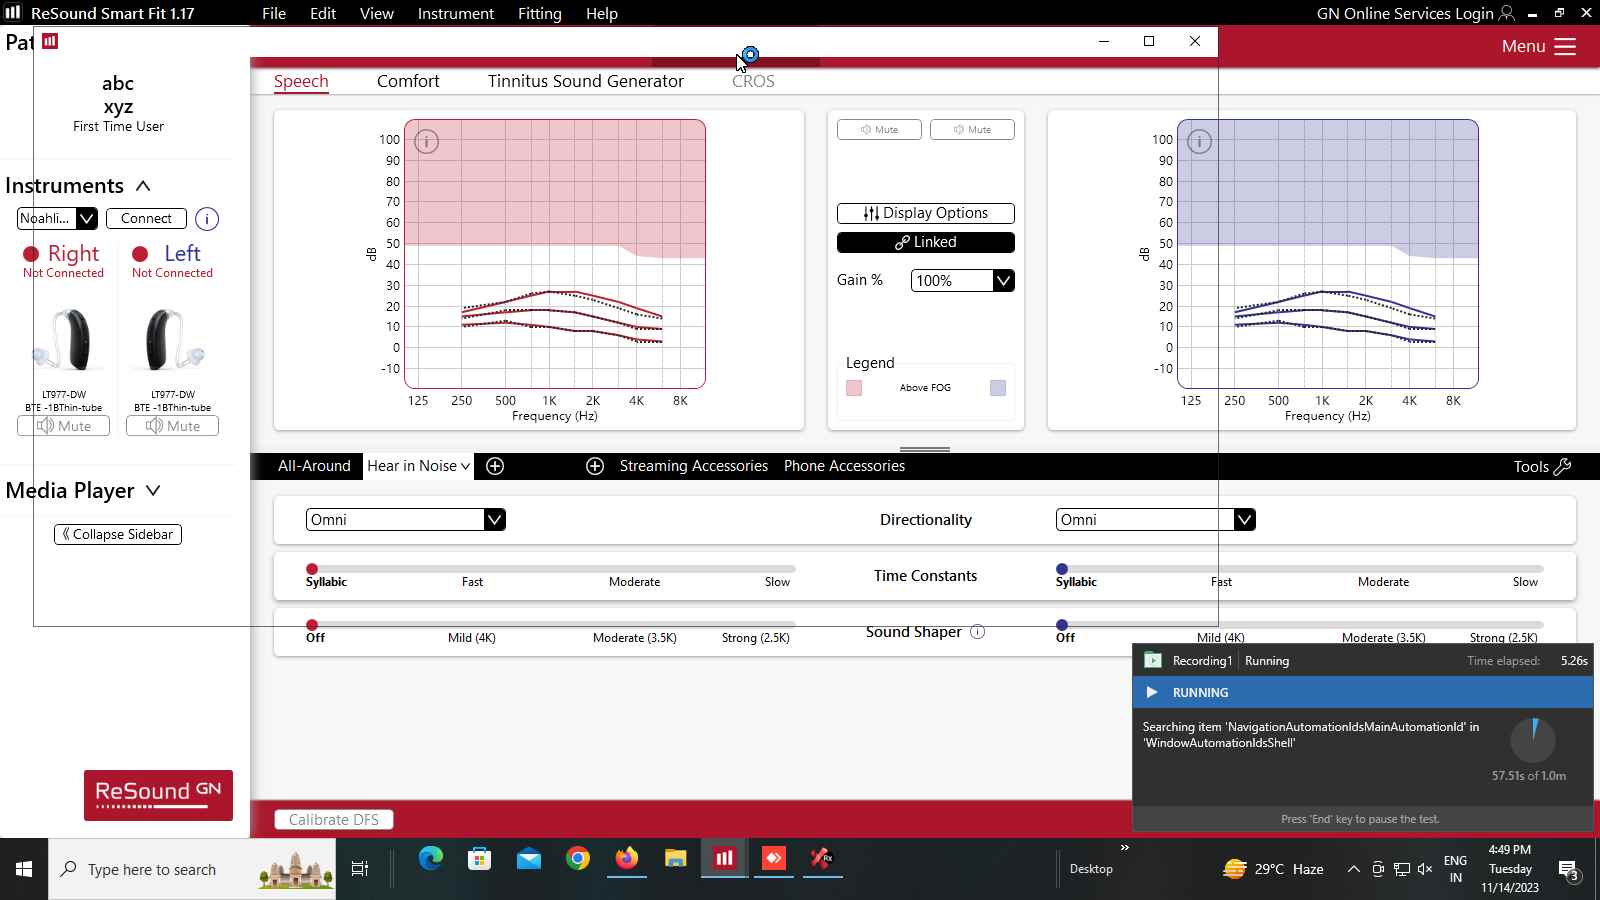 ReSound Smart Fit 1.17
File Edit View Instrument Fitting Help
GN Online Services Login
Pat
Menu
abc
xyz
First Time User
Instruments
Noahli... Connect i
Right Left
Not Connected Not Connected
LT977-DW LT977-DW
BTE -1BThin-tube BTE -1BThin-tube
Mute Mute
Media Player
Collapse Sidebar
ReSound GN
Speech Comfort Tinnitus Sound Generator CROS
i
100
90
80
70
60
50
40
30
20
10
0
-10
dB
125 250 500 1K 2K 4K 8K
Frequency (Hz)
Mute Mute
Display Options
Linked
Gain % 100%
Legend
Above FOG
i
100
90
80
70
60
50
40
30
20
10
0
-10
dB
125 250 500 1K 2K 4K 8K
Frequency (Hz)
All-Around Hear in Noise Streaming Accessories Phone Accessories Tools
Omni Directionality Omni
Time Constants
Syllabic Fast Moderate Slow Syllabic Fast Moderate Slow
Sound Shaper i
Off Mild (4K) Moderate (3.5K) Strong (2.5K) Off Mild (4K) Moderate (3.5K) Strong (2.5K)
Recording1 Running Time elapsed: 5.26s
RUNNING
Searching item 'NavigationAutomationIdsMainAutomationId' in
'WindowAutomationIdsShell'
57.51s of 1.0m
Press 'End' key to pause the test.
Calibrate DFS
Type here to search
Rx
Desktop
»
29°C Haze
ENG
IN
4:49 PM
Tuesday
11/14/2023
3